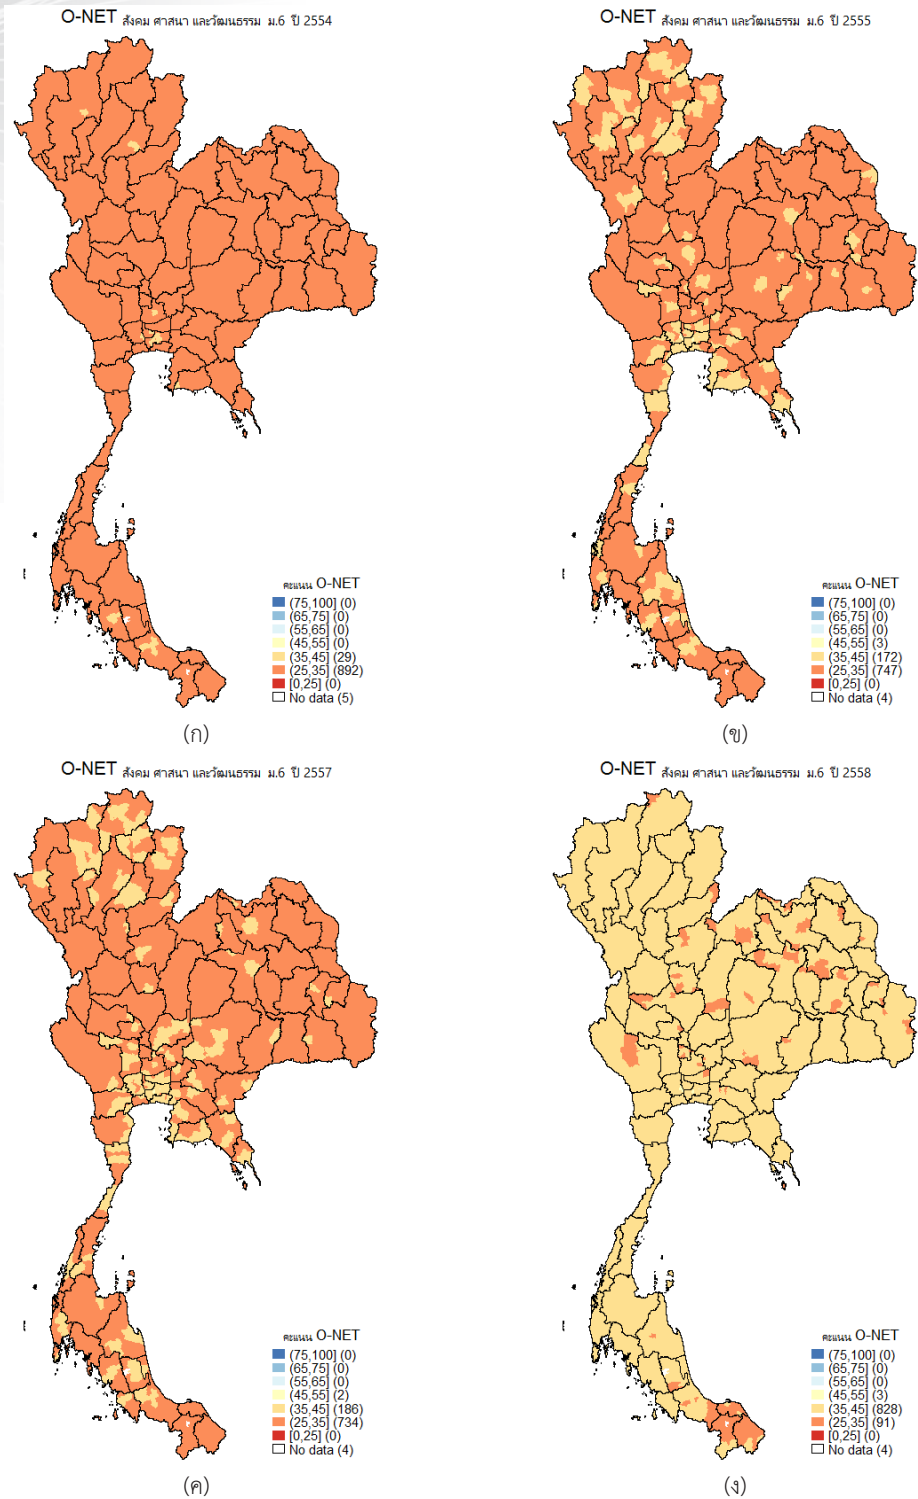 O-NET สังคม ศาสนา และวัฒนธรรม ม.6 ปี 2554
คะแนน O-NET
(75,100] (0)
(65,75] (0)
(55,65] (0)
(45,55] (0)
(35,45] (29)
(25,35] (892)
[0,25] (0)
No data (5)
(ก)
O-NET สังคม ศาสนา และวัฒนธรรม ม.6 ปี 2555
คะแนน O-NET
(75,100] (0)
(65,75] (0)
(55,65] (0)
(45,55] (3)
(35,45] (172)
(25,35] (747)
[0,25] (0)
No data (4)
(ข)
O-NET สังคม ศาสนา และวัฒนธรรม ม.6 ปี 2557
คะแนน O-NET
(75,100] (0)
(65,75] (0)
(55,65] (0)
(45,55] (2)
(35,45] (186)
(25,35] (734)
[0,25] (0)
No data (4)
(ค)
O-NET สังคม ศาสนา และวัฒนธรรม ม.6 ปี 2558
คะแนน O-NET
(75,100] (0)
(65,75] (0)
(55,65] (0)
(45,55] (3)
(35,45] (828)
(25,35] (91)
[0,25] (0)
No data (4)
(ง)